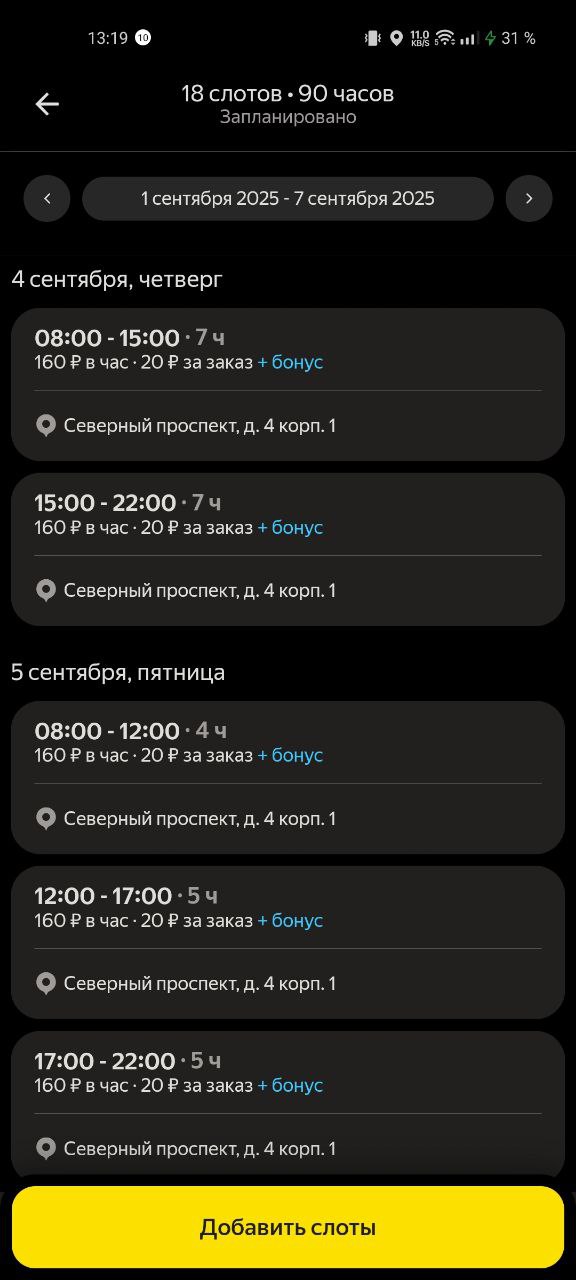 13:19 10 11.0 KB/S 5 31 %
18 слотов • 90 часов
Запланировано
1 сентября 2025 - 7 сентября 2025
4 сентября, четверг
08:00 - 15:00 · 7 ч
160 ₽ в час · 20 ₽ за заказ + бонус
Северный проспект, д. 4 корп. 1
15:00 - 22:00 · 7 ч
160 ₽ в час · 20 ₽ за заказ + бонус
Северный проспект, д. 4 корп. 1
5 сентября, пятница
08:00 - 12:00 · 4 ч
160 ₽ в час · 20 ₽ за заказ + бонус
Северный проспект, д. 4 корп. 1
12:00 - 17:00 · 5 ч
160 ₽ в час · 20 ₽ за заказ + бонус
Северный проспект, д. 4 корп. 1
17:00 - 22:00 · 5 ч
160 ₽ в час · 20 ₽ за заказ + бонус
Северный проспект, д. 4 корп. 1
Добавить слоты